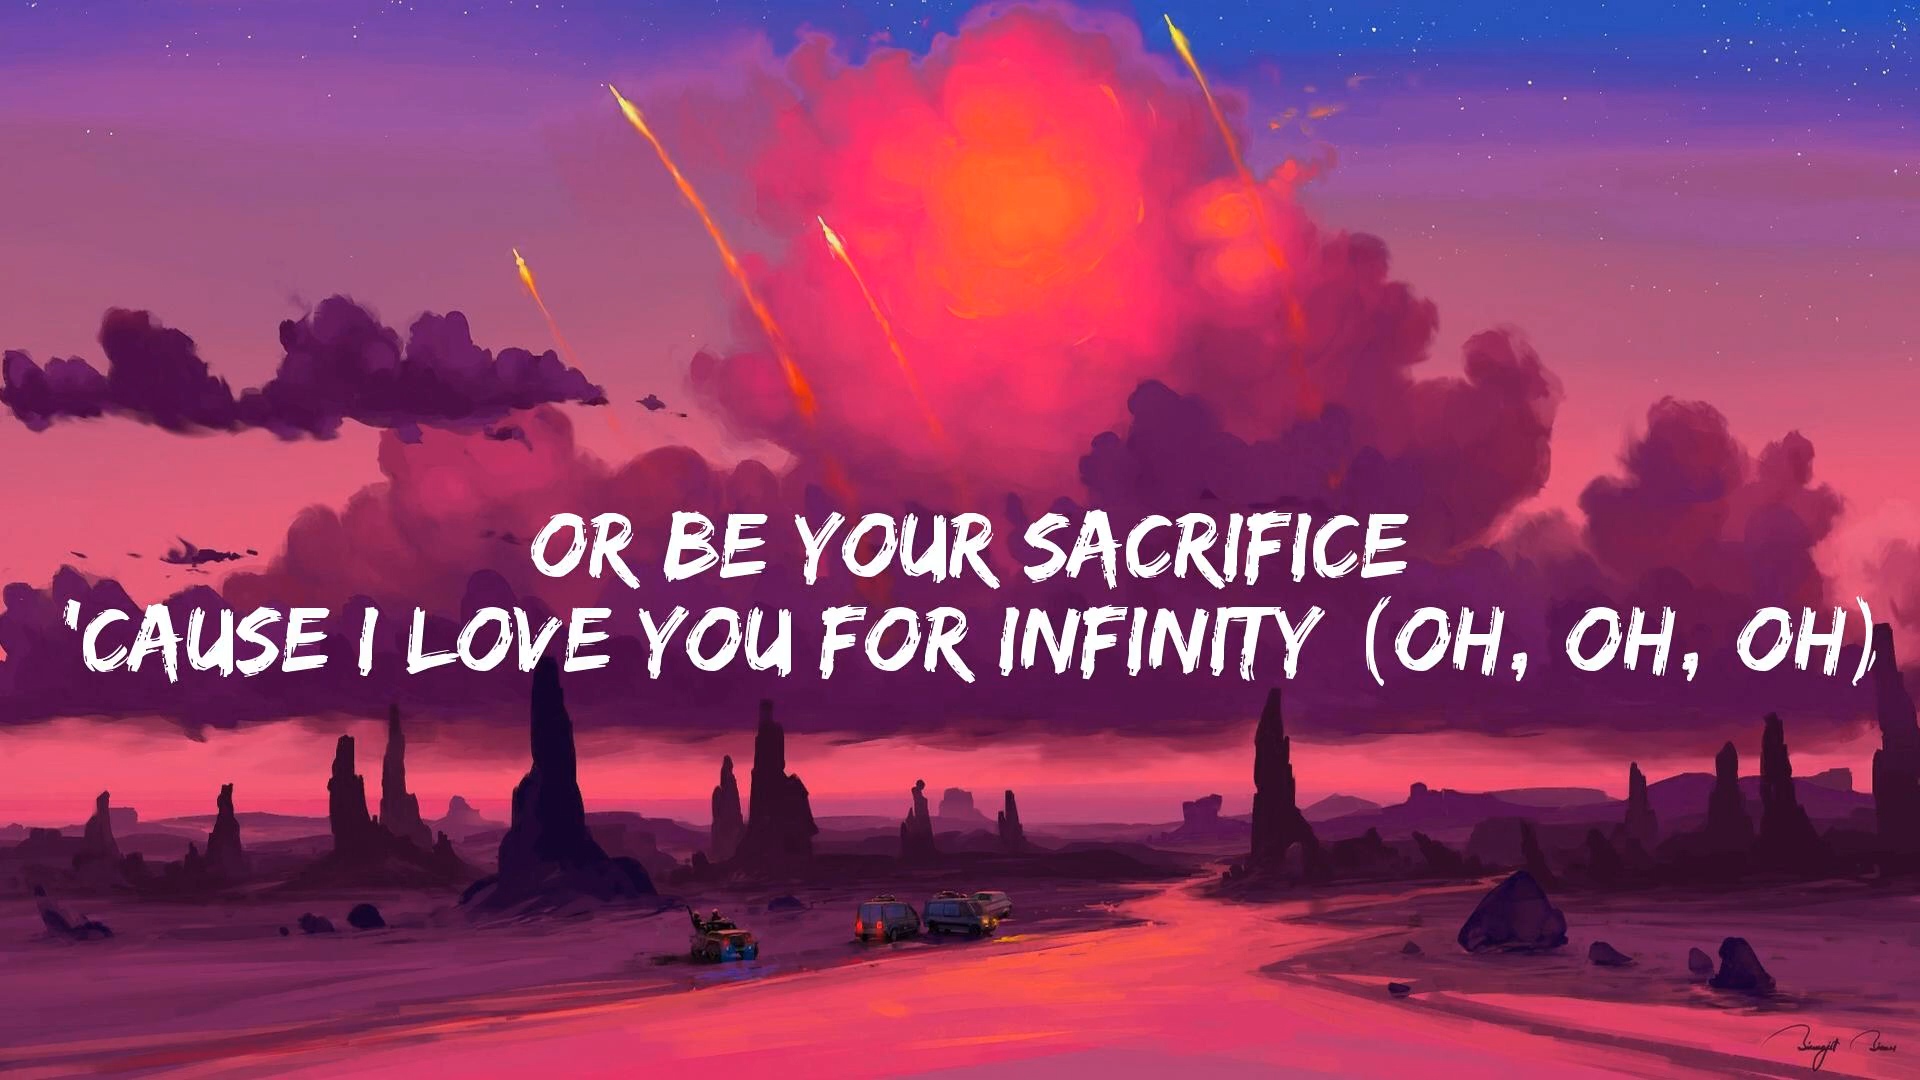 OR BE YOUR SACRIFICE
'CAUSE I LOVE YOU FOR INFINITY (OH, OH, OH)